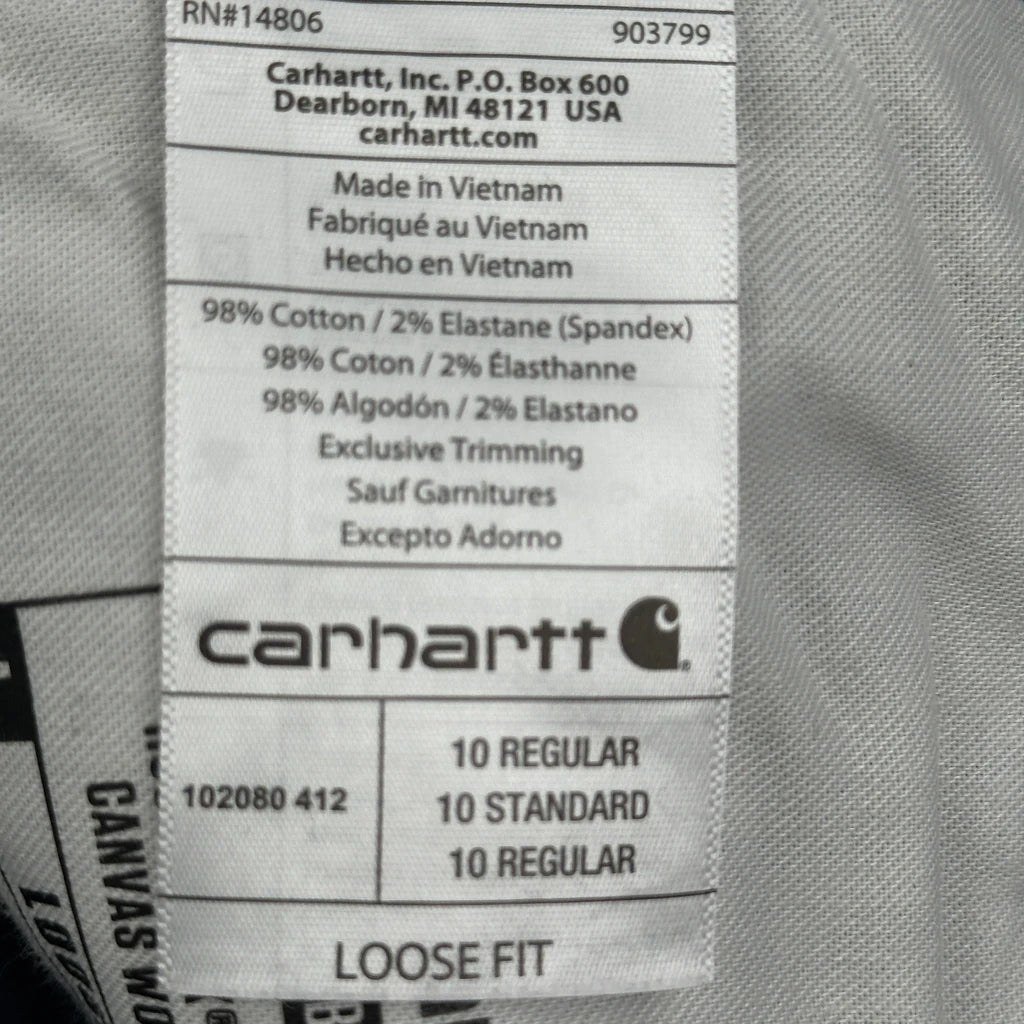 RN#14806
903799
Carhartt, Inc. P.O. Box 600
Dearborn, MI 48121 USA
carhartt.com
Made in Vietnam
Fabriqué au Vietnam
Hecho en Vietnam
98% Cotton / 2% Elastane (Spandex)
98% Coton / 2% Élasthanne
98% Algodón / 2% Elastano
Exclusive Trimming
Sauf Garnitures
Excepto Adorno
carhartt
102080 412
10 REGULAR
10 STANDARD
10 REGULAR
LOOSE FIT
CANVAS